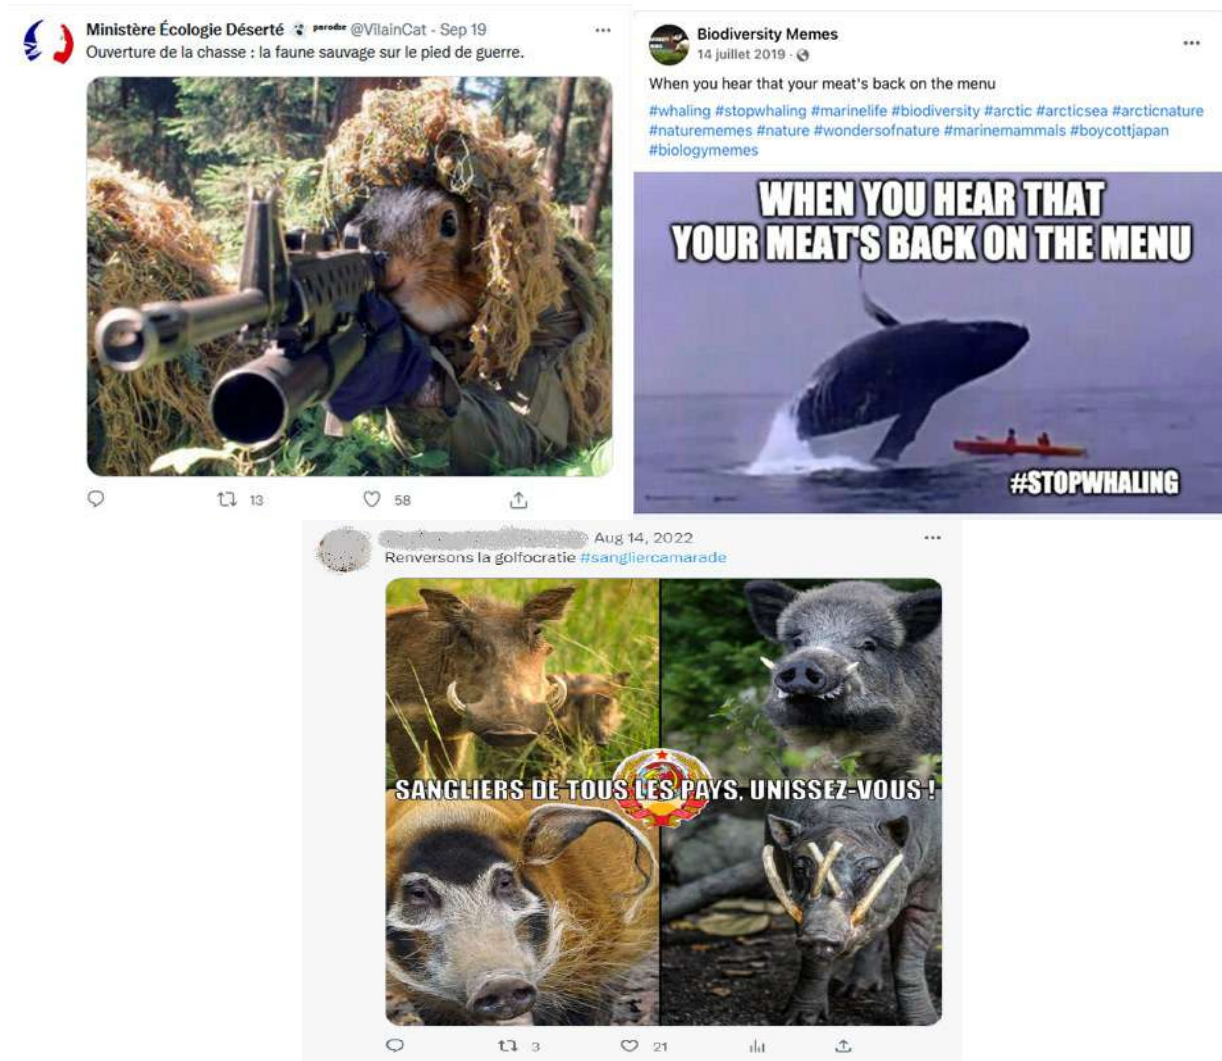 Ministère Écologie Déserté parodie @VilainCat - Sep 19
Ouverture de la chasse : la faune sauvage sur le pied de guerre.
13
58
Biodiversity Memes
14 juillet 2019
When you hear that your meat's back on the menu
#whaling #stopwhaling #marinelife #biodiversity #arctic #arcticsea #arcticnature
#naturememes #nature #wondersofnature #marinemammals #boycottjapan
#biologymemes
WHEN YOU HEAR THAT
YOUR MEAT'S BACK ON THE MENU
#STOPWHALING
Aug 14, 2022
Renversons la golfocratie #sangliercamarade
SANGLIERS DE TOUS LES PAYS, UNISSEZ-VOUS !
3
21